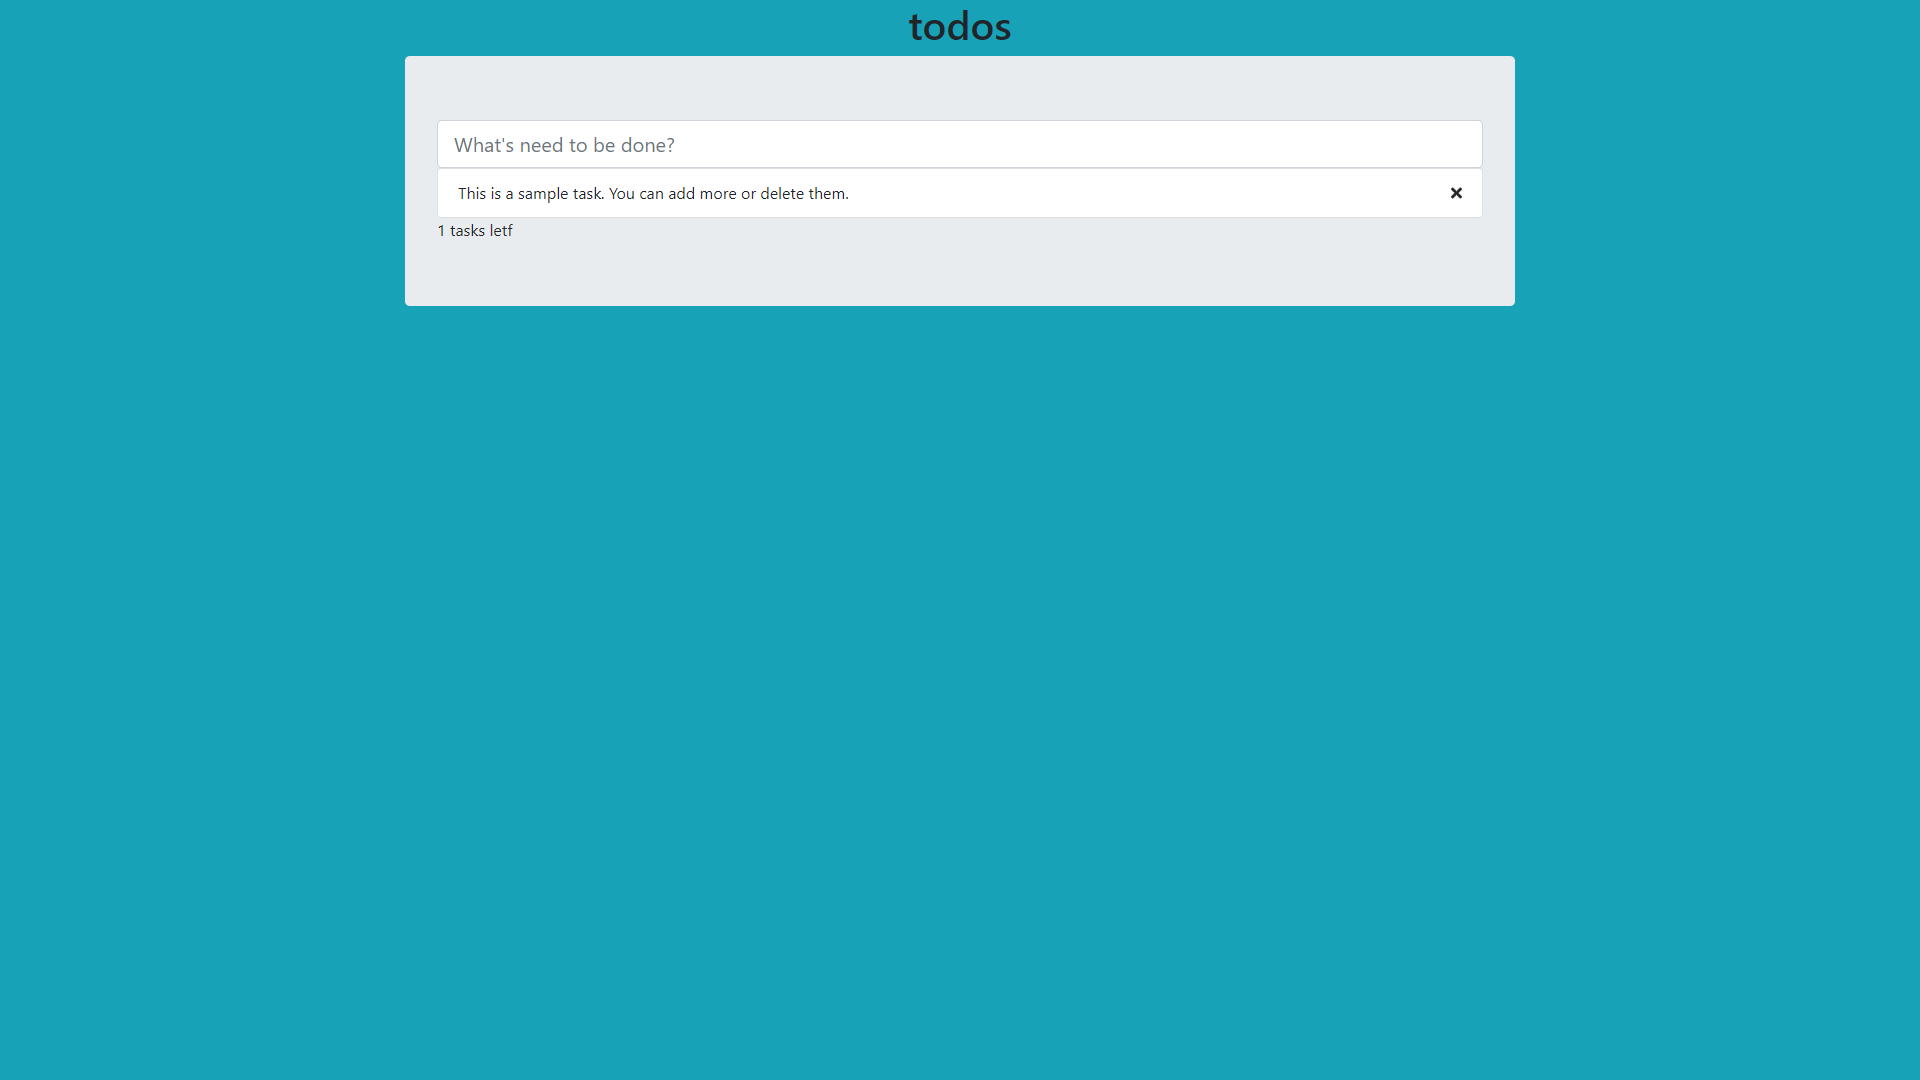 todos
What's need to be done?
This is a sample task. You can add more or delete them.
1 tasks letf